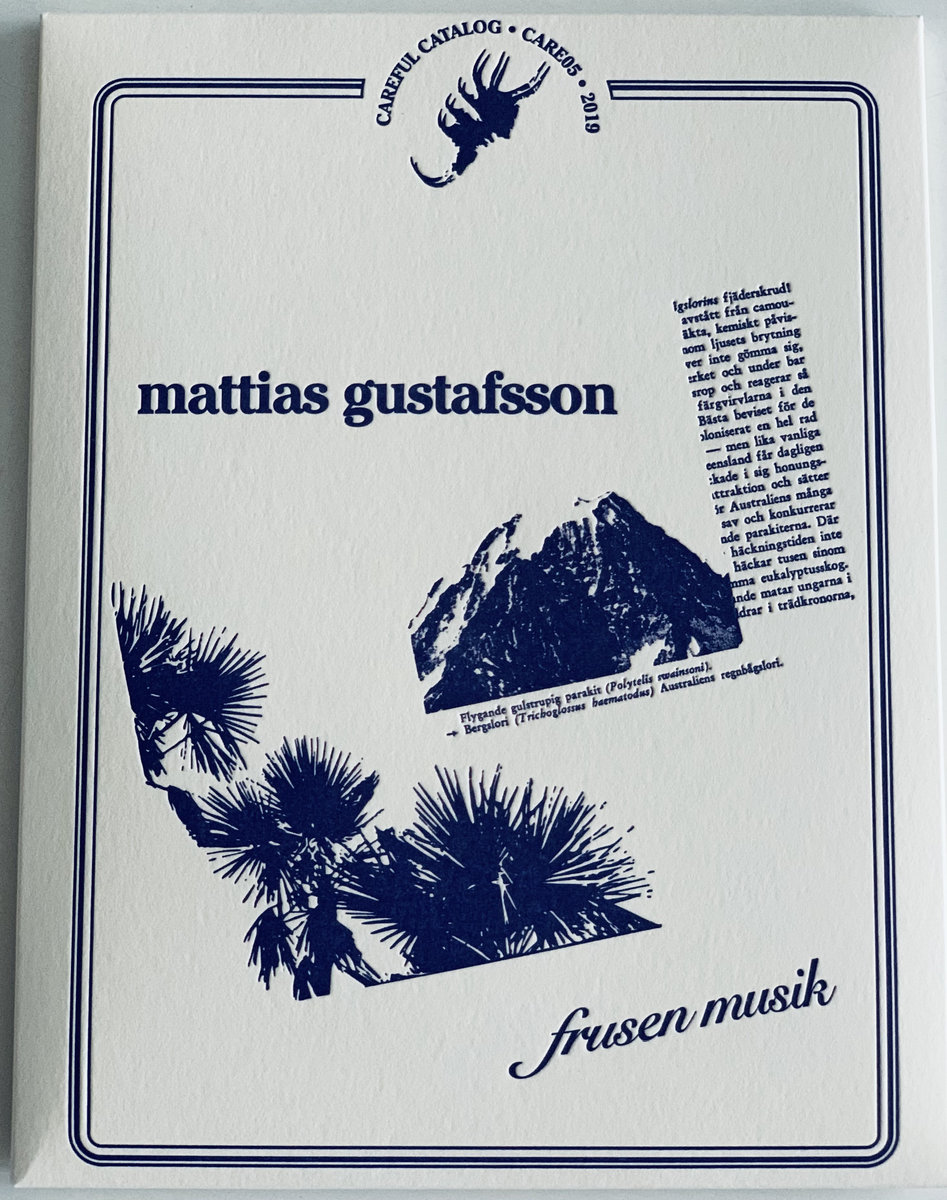 CAREFUL CATALOG • CARE05 • 2019
mattias gustafsson
gslorins fjäderskrud!
avstått från camou-
äkta, kemiskt påvis-
nom ljusets brytning
ver inte gömma sig,
rket och under bar
srop och reagerar så
färgvirvlarna i den
Bästa beviset för de
oloniserat en hel rad
— men lika vanliga
eensland får dagligen
kade i sig honungs-
ttraktion och sätter
ör Australiens många
sav och konkurrerar
nde parakiterna. Där
häckningstiden inte
häckar tusen sinom
mma eukalyptusskog.
ande matar ungarna i
ldrar i trädkronorna,
Flygande gulstrupig parakit (Polytelis swainsoni).
→ Bergslori (Trichoglossus haematodus) Australiens regnbågslori.
frusen musik